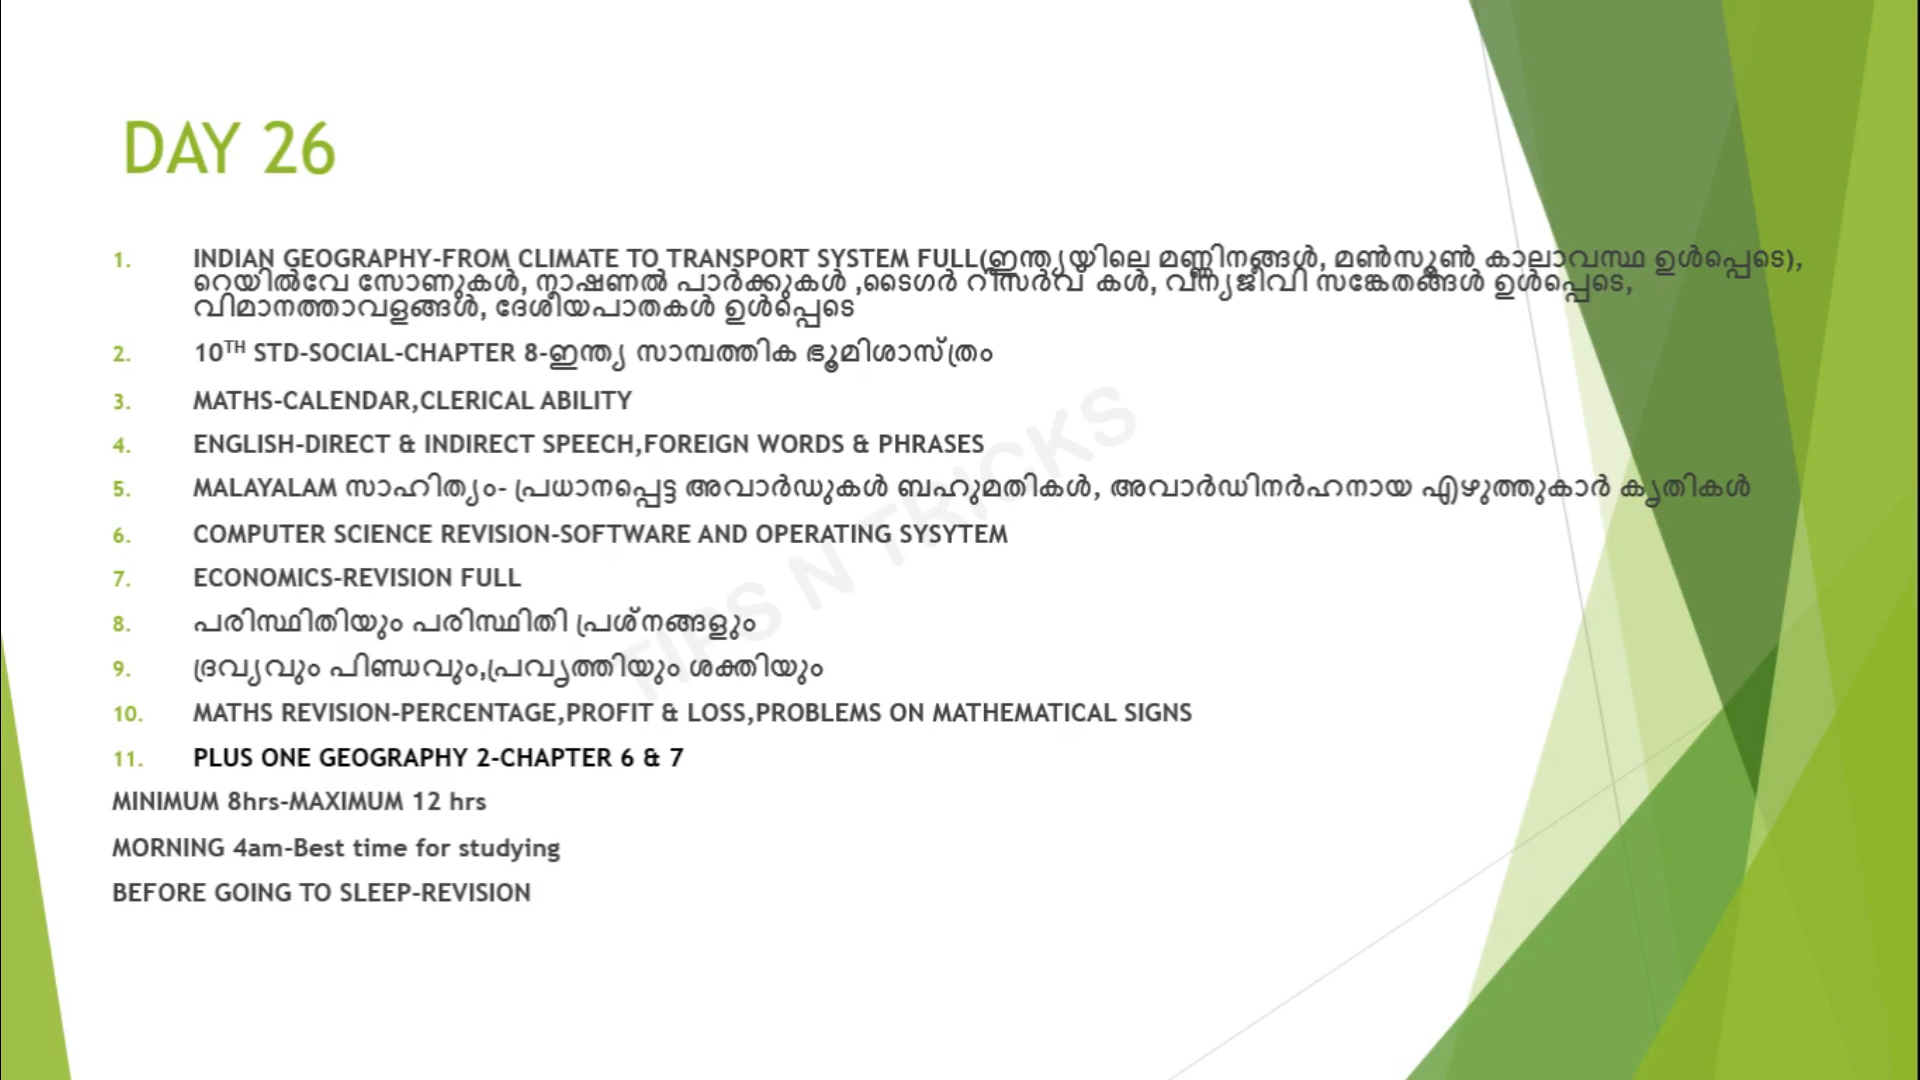 DAY 26
1. INDIAN GEOGRAPHY-FROM CLIMATE TO TRANSPORT SYSTEM FULL(ഇന്ത്യയിലെ മണ്ണിനങ്ങൾ, മൺസൂൺ കാലാവസ്ഥ ഉൾപ്പെടെ),
റെയിൽവേ സോണുകൾ, നാഷണൽ പാർക്കുകൾ ,ടൈഗർ റിസർവ് കൾ, വന്യജീവി സങ്കേതങ്ങൾ ഉൾപ്പെടെ,
വിമാനത്താവളങ്ങൾ, ദേശീയപാതകൾ ഉൾപ്പെടെ
2. 10TH STD-SOCIAL-CHAPTER 8-ഇന്ത്യ സാമ്പത്തിക ഭൂമിശാസ്ത്രം
3. MATHS-CALENDAR,CLERICAL ABILITY
4. ENGLISH-DIRECT & INDIRECT SPEECH,FOREIGN WORDS & PHRASES
5. MALAYALAM സാഹിത്യം- പ്രധാനപ്പെട്ട അവാർഡുകൾ ബഹുമതികൾ, അവാർഡിനർഹനായ എഴുത്തുകാർ കൃതികൾ
6. COMPUTER SCIENCE REVISION-SOFTWARE AND OPERATING SYSYTEM
7. ECONOMICS-REVISION FULL
8. പരിസ്ഥിതിയും പരിസ്ഥിതി പ്രശ്നങ്ങളും
9. ദ്രവ്യവും പിണ്ഡവും,പ്രവൃത്തിയും ശക്തിയും
10. MATHS REVISION-PERCENTAGE,PROFIT & LOSS,PROBLEMS ON MATHEMATICAL SIGNS
11. PLUS ONE GEOGRAPHY 2-CHAPTER 6 & 7
MINIMUM 8hrs-MAXIMUM 12 hrs
MORNING 4am-Best time for studying
BEFORE GOING TO SLEEP-REVISION
TIPS N TRICKS